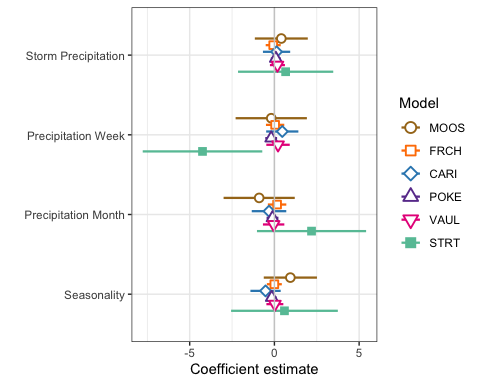 Storm Precipitation
Precipitation Week
Precipitation Month
Seasonality
-5
0
5
Coefficient estimate
Model
MOOS
FRCH
CARI
POKE
VAUL
STRT